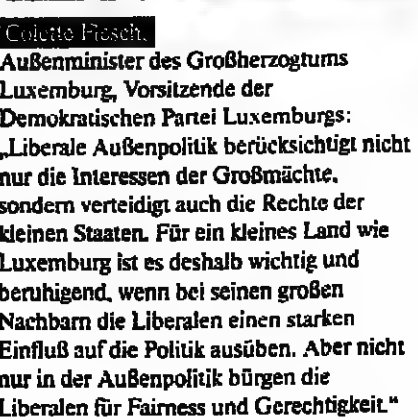 Colette Flesch,
Außenminister des Großherzogtums
Luxemburg, Vorsitzende der
Demokratischen Partei Luxemburgs:
„Liberale Außenpolitik berücksichtigt nicht
nur die Interessen der Großmächte,
sondern verteidigt auch die Rechte der
kleinen Staaten. Für ein kleines Land wie
Luxemburg ist es deshalb wichtig und
beruhigend, wenn bei seinen großen
Nachbarn die Liberalen einen starken
Einfluß auf die Politik ausüben. Aber nicht
nur in der Außenpolitik bürgen die
Liberalen für Fairness und Gerechtigkeit.“